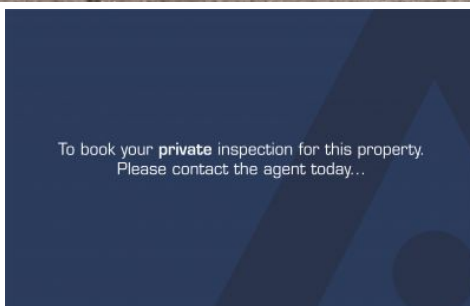 To book your private inspection for this property.
Please contact the agent today...